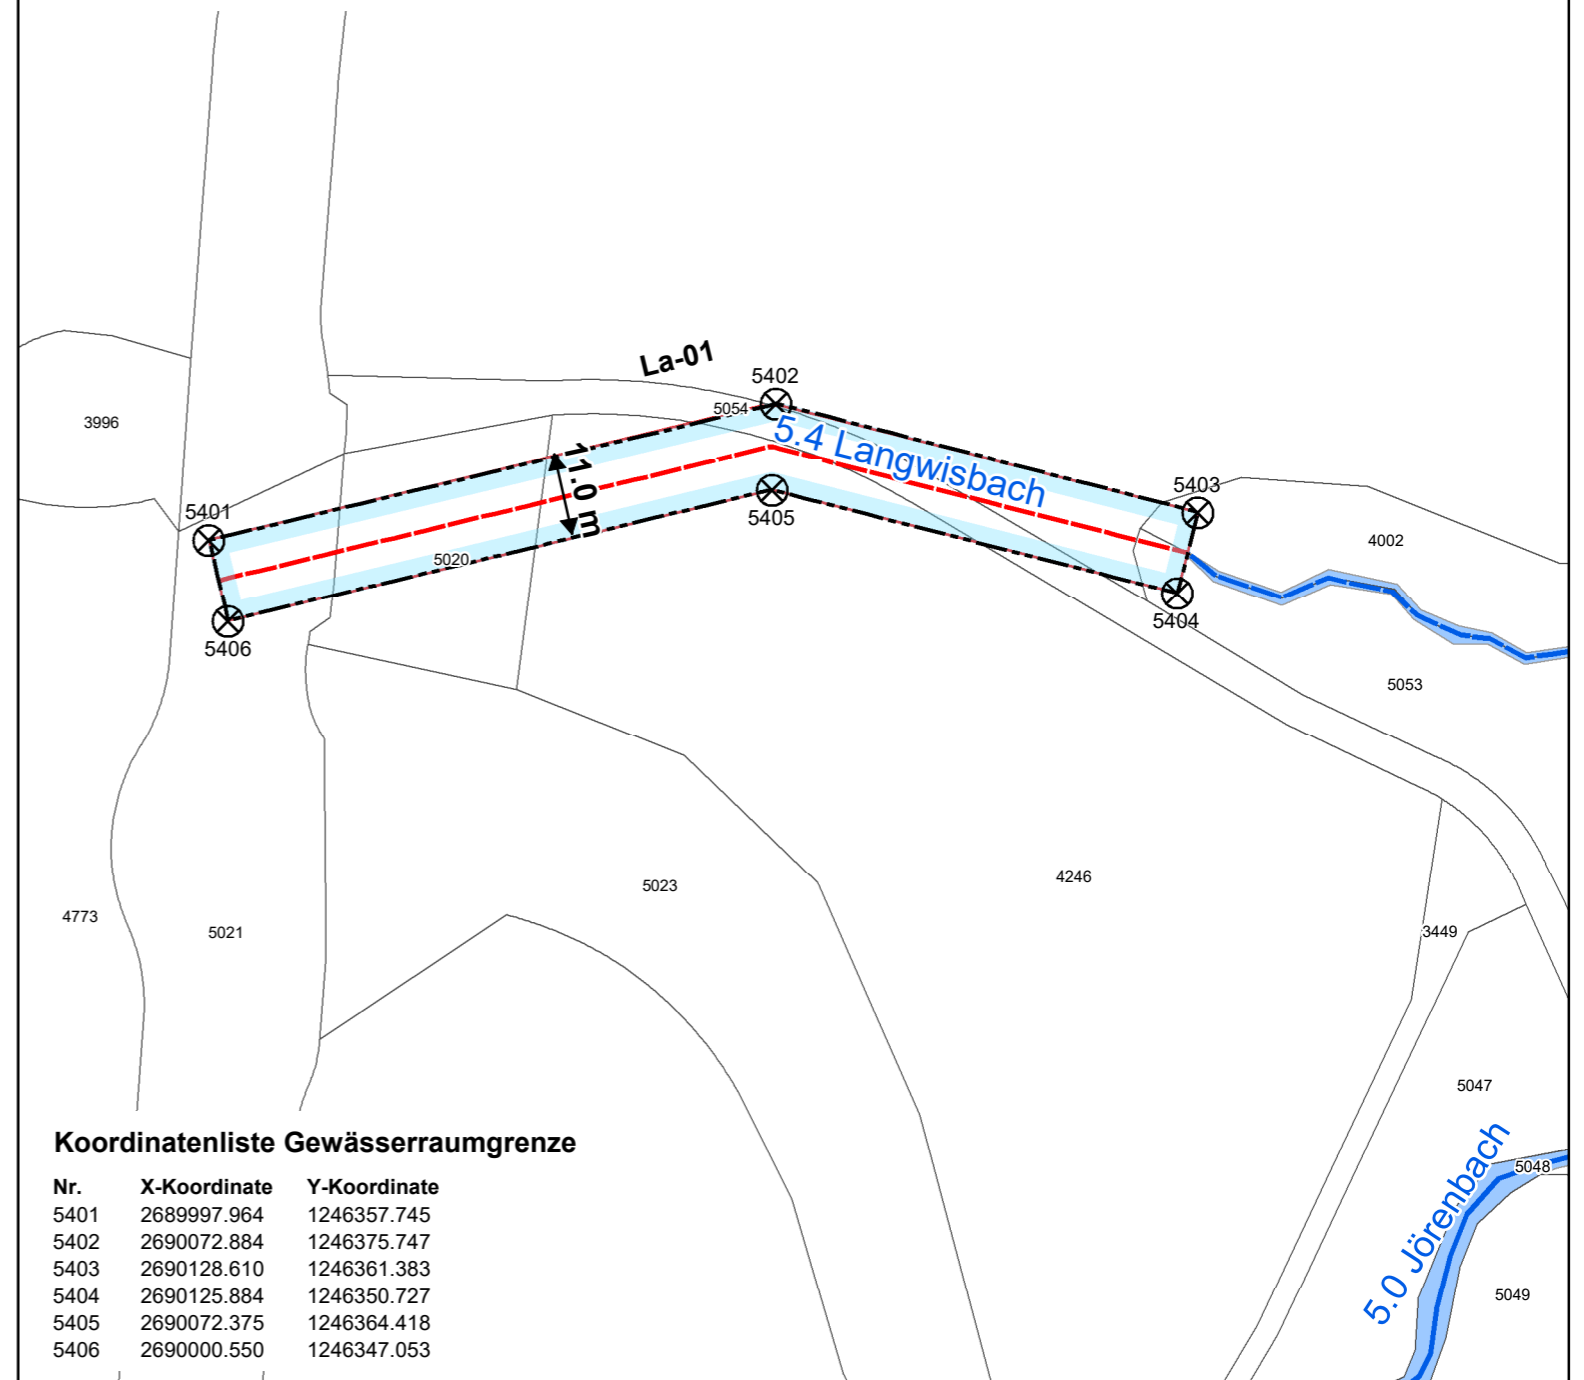 La-01
5402
5054
3996
5.4 Langwisbach
11.0 m
5403
5401
5405
4002
5020
5404
5406
5053
4246
5023
4773
5021
3449
5047
Koordinatenliste Gewässerraumgrenze
5048
5.0 Jörenbach
5049
Nr. X-Koordinate Y-Koordinate
5401 2689997.964 1246357.745
5402 2690072.884 1246375.747
5403 2690128.610 1246361.383
5404 2690125.884 1246350.727
5405 2690072.375 1246364.418
5406 2690000.550 1246347.053